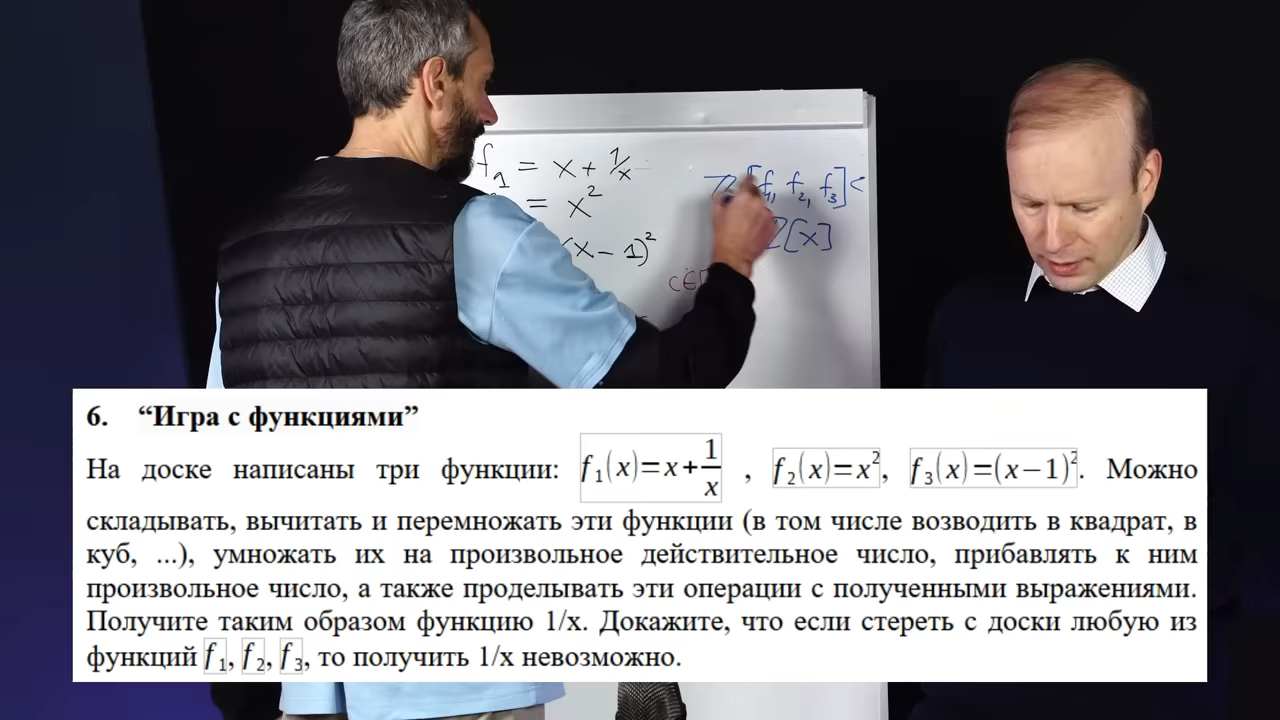 f₁ = x + 1/x
= x²
(x − 1)²
[f₁, f₂, f₃] <
Z[x]
6. “Игра с функциями”
На доске написаны три функции: f₁(x)=x+1/x , f₂(x)=x², f₃(x)=(x−1)². Можно
складывать, вычитать и перемножать эти функции (в том числе возводить в квадрат, в
куб, ...), умножать их на произвольное действительное число, прибавлять к ним
произвольное число, а также проделывать эти операции с полученными выражениями.
Получите таким образом функцию 1/x. Докажите, что если стереть с доски любую из
функций f₁, f₂, f₃, то получить 1/x невозможно.